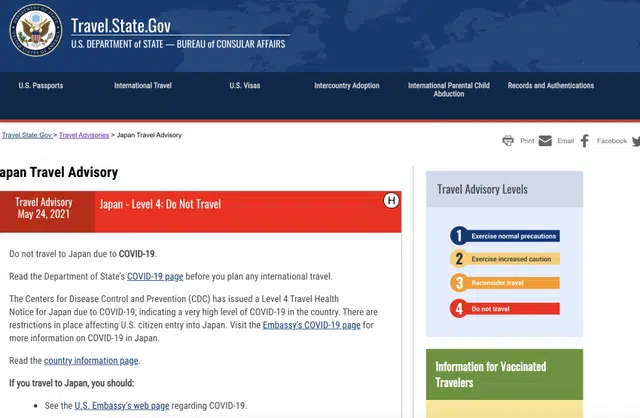 Travel.State.Gov
U.S. DEPARTMENT of STATE — BUREAU of CONSULAR AFFAIRS
U.S. Passports
International Travel
U.S. Visas
Intercountry Adoption
International Parental Child
Abduction
Records and Authentications
Travel.State.Gov > Travel Advisories > Japan Travel Advisory
Print
Email
Facebook
apan Travel Advisory
Travel Advisory
May 24, 2021
Japan - Level 4: Do Not Travel
H
Do not travel to Japan due to COVID-19.
Read the Department of State's COVID-19 page before you plan any international travel.
The Centers for Disease Control and Prevention (CDC) has issued a Level 4 Travel Health
Notice for Japan due to COVID-19, indicating a very high level of COVID-19 in the country. There are
restrictions in place affecting U.S. citizen entry into Japan. Visit the Embassy's COVID-19 page for
more information on COVID-19 in Japan.
Read the country information page.
If you travel to Japan, you should:
• See the U.S. Embassy's web page regarding COVID-19.
Travel Advisory Levels
1 Exercise normal precautions
2 Exercise increased caution
3 Reconsider travel
4 Do not travel
Information for Vaccinated
Travelers